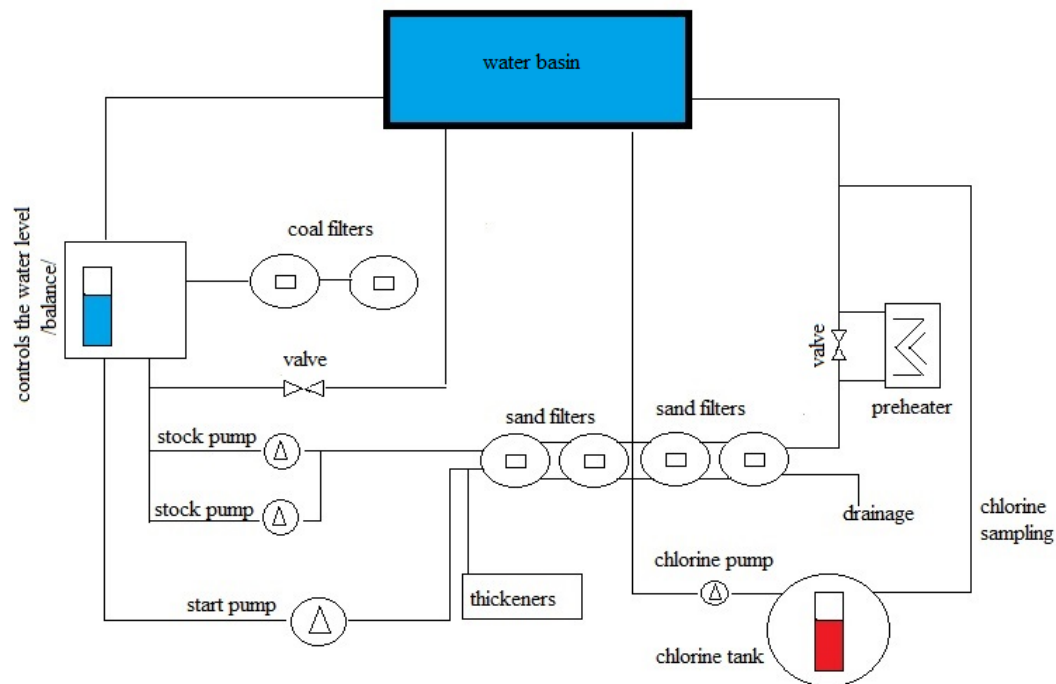 water basin
controls the water level
/balance/
coal filters
valve
valve
preheater
sand filters
sand filters
stock pump
stock pump
drainage
chlorine
sampling
chlorine pump
thickeners
start pump
chlorine tank